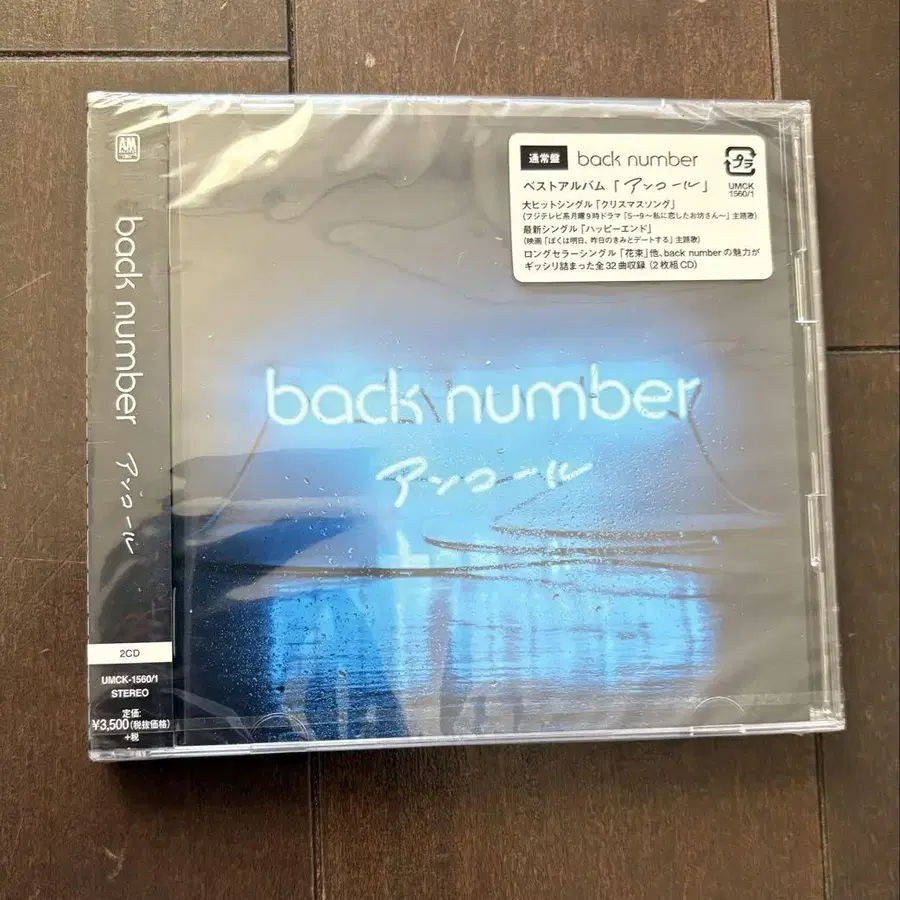 AM
back number
アンコール
2CD
UMCK-1560/1
STEREO
定価:
¥3,500(税抜価格)
+税
通常盤 back number
プラ
UMCK
1560/1
ベストアルバム「アンコール」
大ヒットシングル「クリスマスソング」
(フジテレビ系月曜9時ドラマ「5→9～私に恋したお坊さん～」主題歌)
最新シングル「ハッピーエンド」
(映画「ぼくは明日、昨日のきみとデートする」主題歌)
ロングセラーシングル「花束」他、back numberの魅力が
ギッシリ詰まった全32曲収録 (2枚組CD)
back number
アンコール